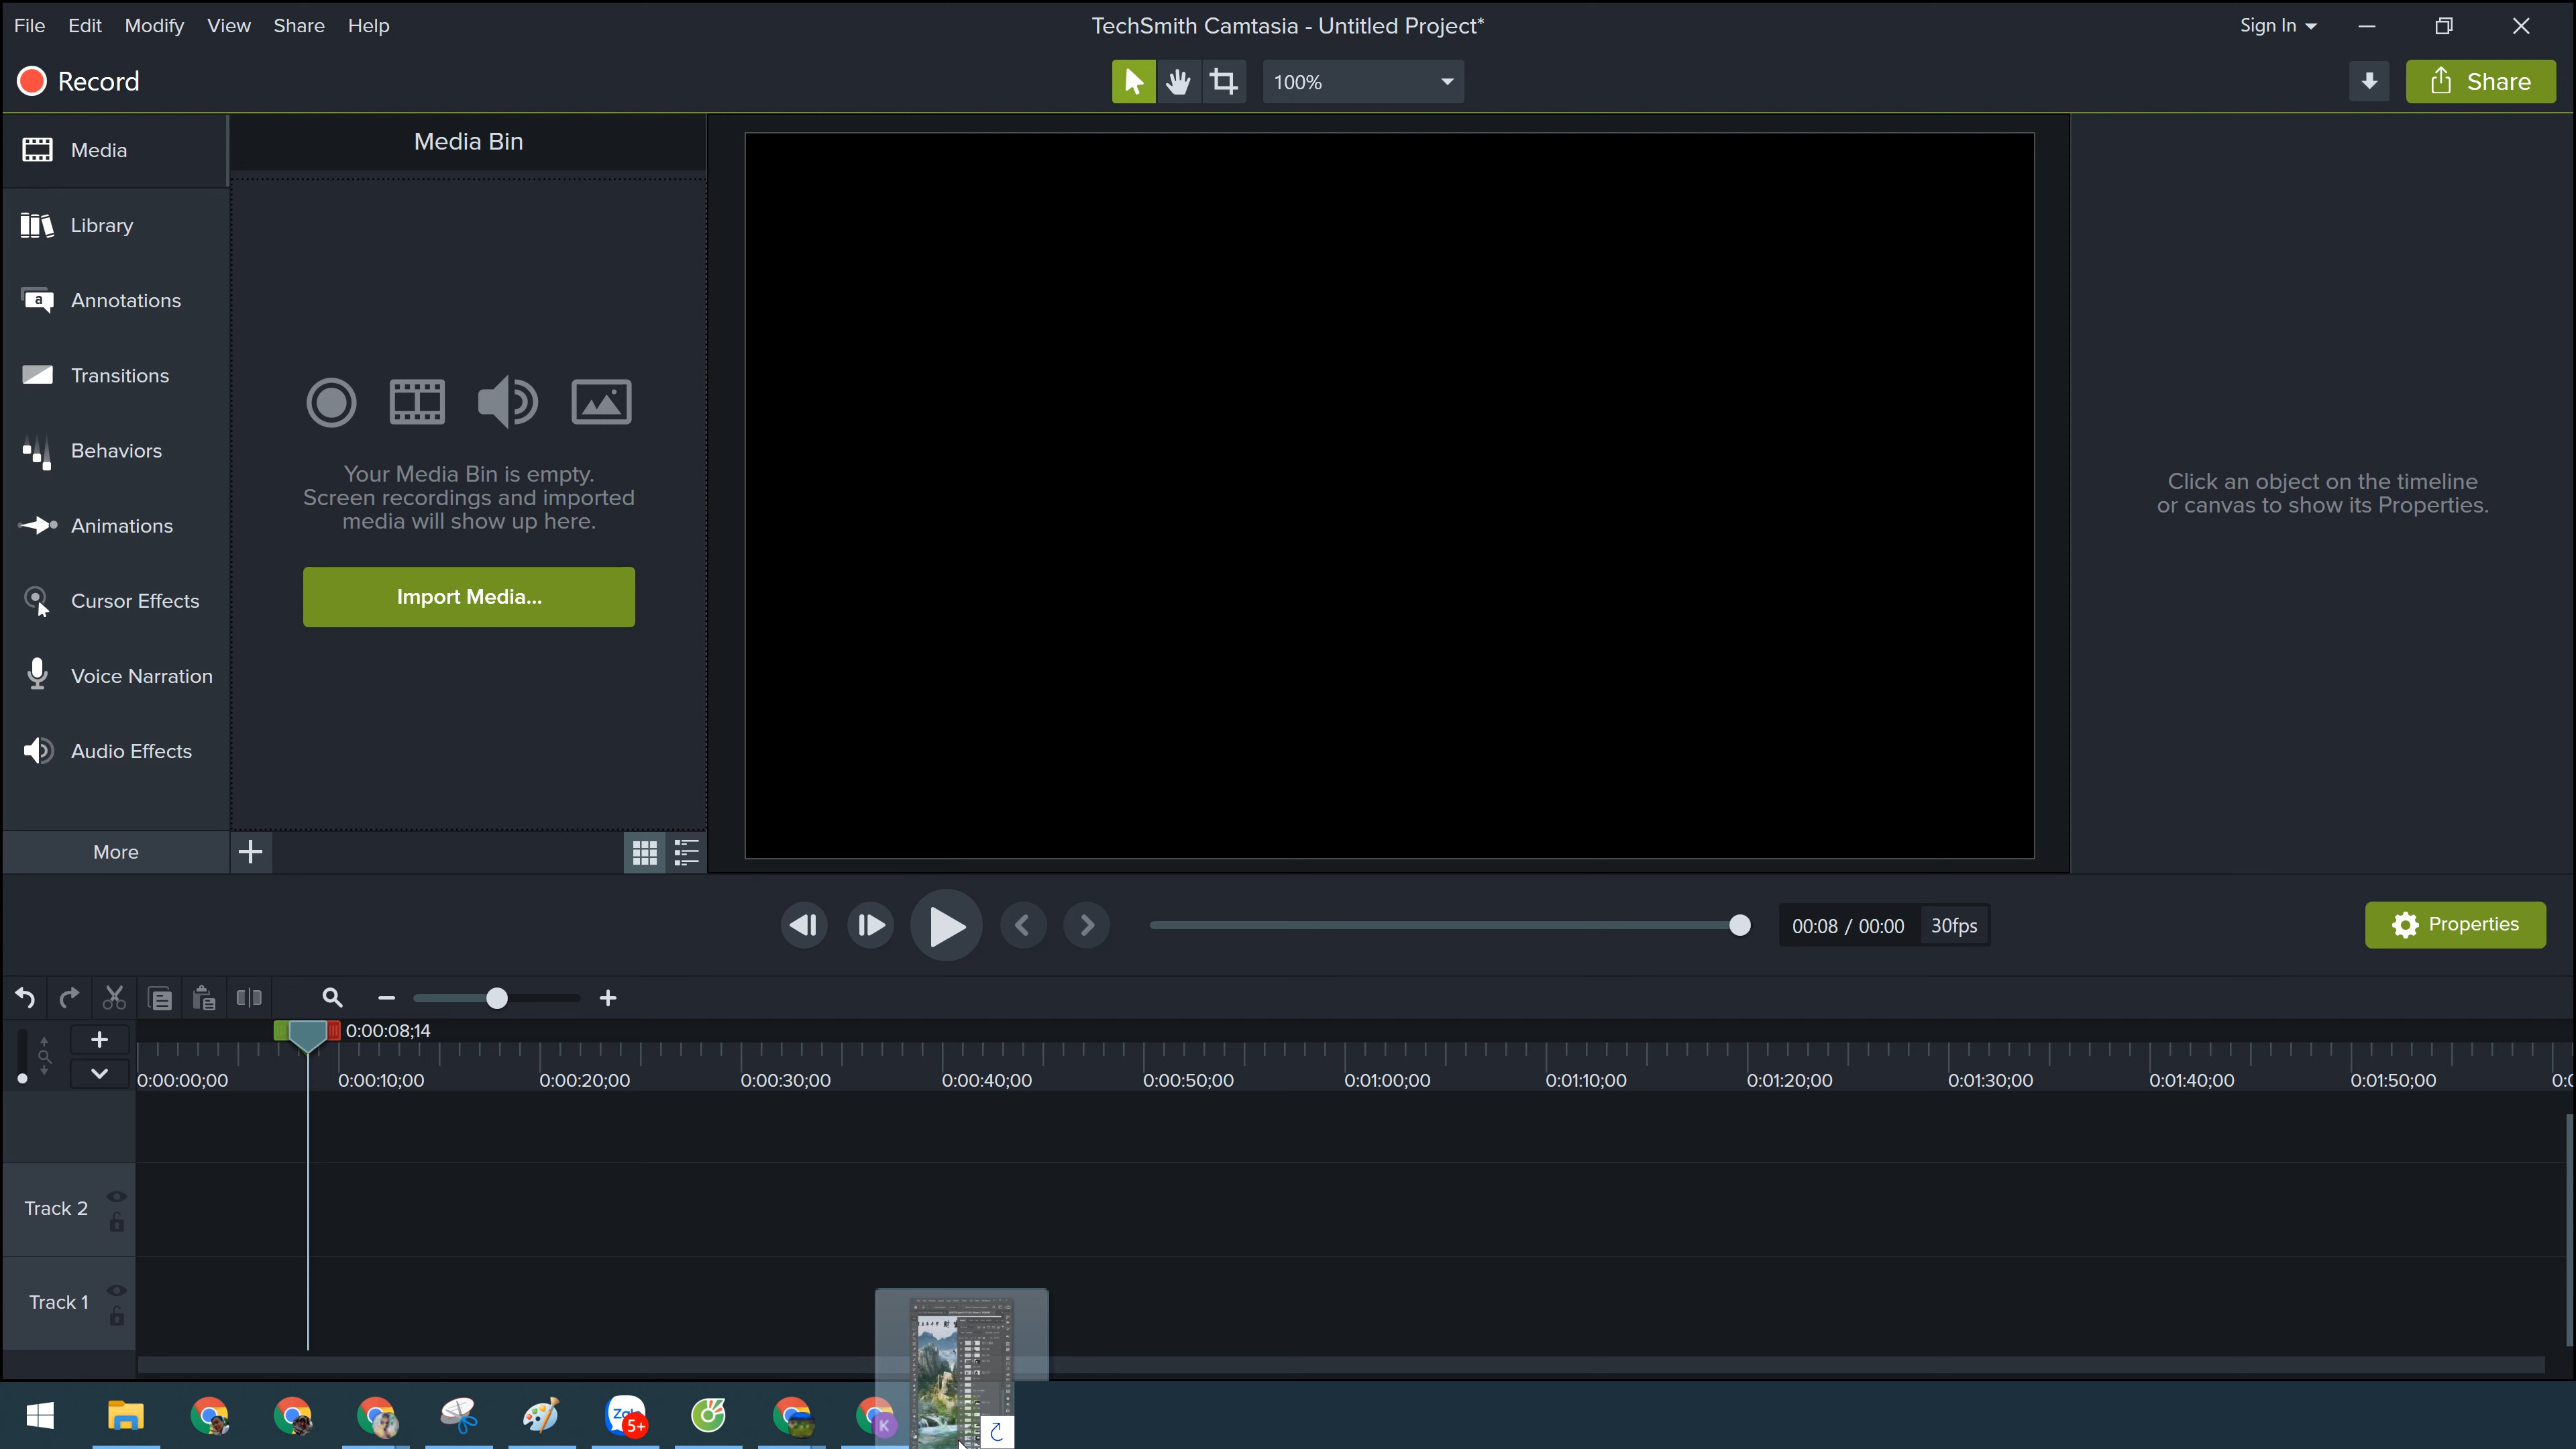 File Edit Modify View Share Help
TechSmith Camtasia - Untitled Project*
Sign In
Record
100%
Share
Media
Library
a
Annotations
Transitions
Behaviors
Animations
Cursor Effects
Voice Narration
Audio Effects
More
Media Bin
Your Media Bin is empty.
Screen recordings and imported
media will show up here.
Import Media...
Click an object on the timeline
or canvas to show its Properties.
00:08 / 00:00
30fps
Properties
0:00:08;14
0:00:00;00 0:00:10;00 0:00:20;00 0:00:30;00 0:00:40;00 0:00:50;00 0:01:00;00 0:01:10;00 0:01:20;00 0:01:30;00 0:01:40;00 0:01:50;00
Track 2
Track 1
5+
K